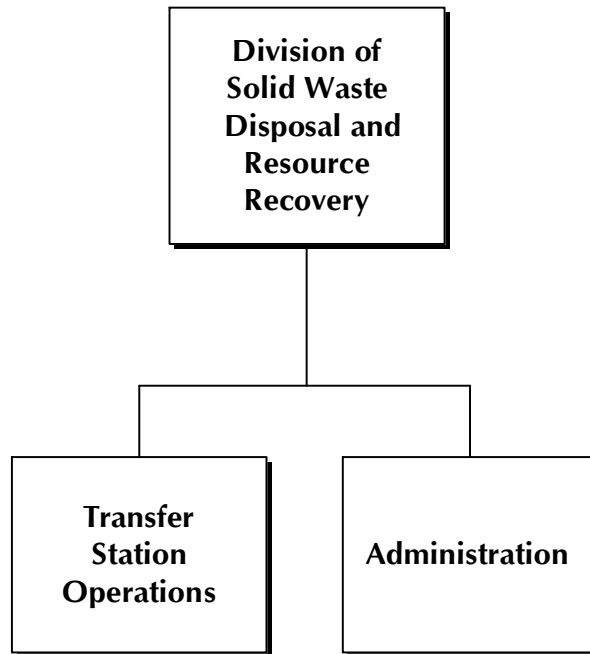 Division of
Solid Waste
Disposal and
Resource
Recovery
Transfer
Station
Operations
Administration